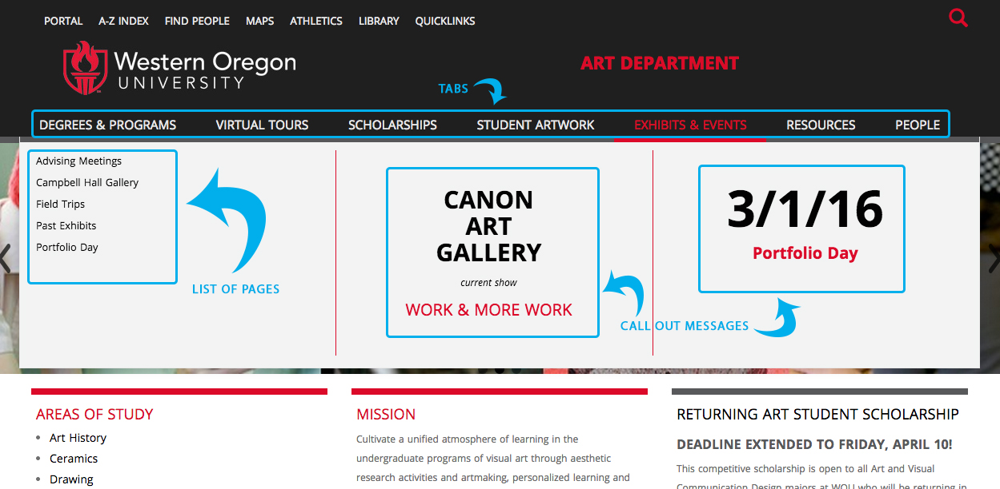 PORTAL A-Z INDEX FIND PEOPLE MAPS ATHLETICS LIBRARY QUICKLINKS
Western Oregon
UNIVERSITY
ART DEPARTMENT
TABS
DEGREES & PROGRAMS VIRTUAL TOURS SCHOLARSHIPS STUDENT ARTWORK EXHIBITS & EVENTS RESOURCES PEOPLE
Advising Meetings
Campbell Hall Gallery
Field Trips
Past Exhibits
Portfolio Day
LIST OF PAGES
CANON
ART
GALLERY
current show
WORK & MORE WORK
3/1/16
Portfolio Day
CALL OUT MESSAGES
AREAS OF STUDY
Art History
Ceramics
Drawing
MISSION
Cultivate a unified atmosphere of learning in the
undergraduate programs of visual art through aesthetic
research activities and artmaking, personalized learning and
RETURNING ART STUDENT SCHOLARSHIP
DEADLINE EXTENDED TO FRIDAY, APRIL 10!
This competitive scholarship is open to all Art and Visual
Communication Design majors at WOU who will be returning in